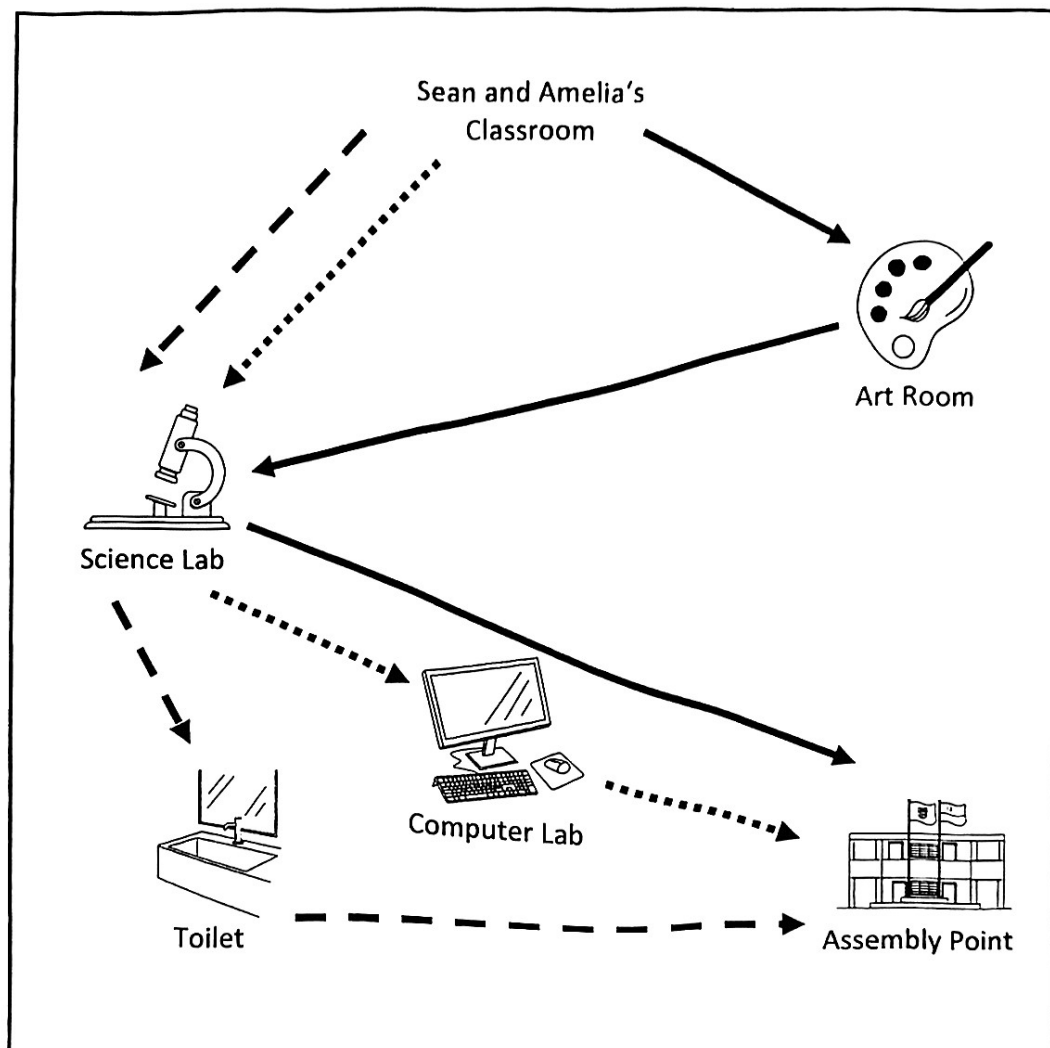 Sean and Amelia's
Classroom
Art Room
Science Lab
Computer Lab
Toilet
Assembly Point